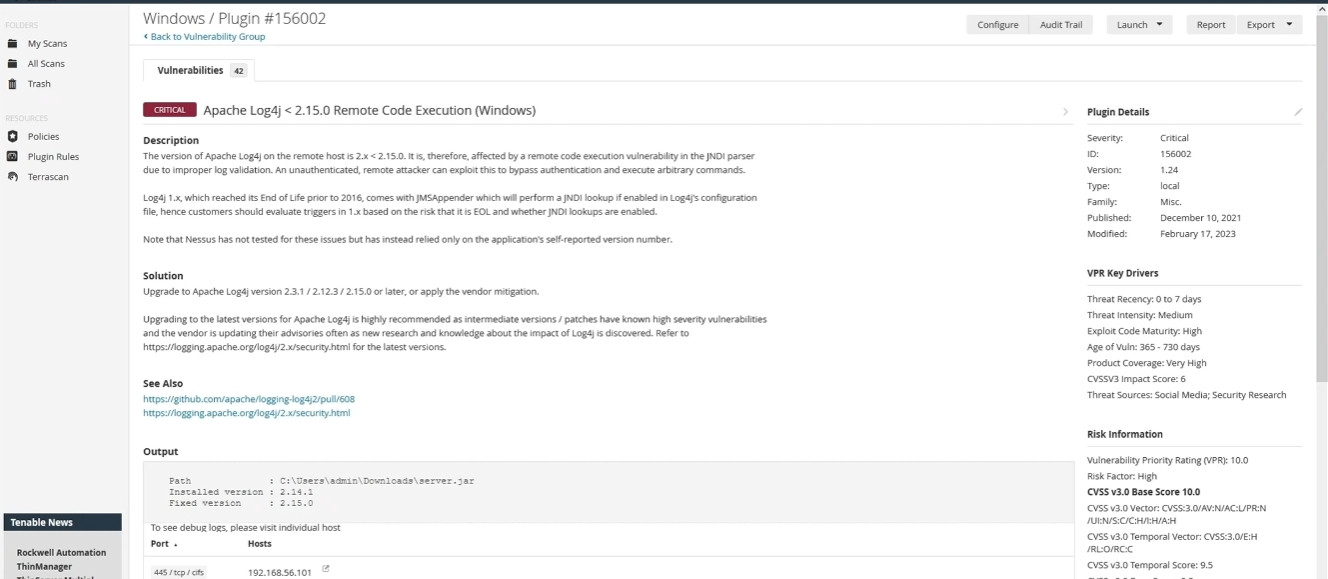 Windows / Plugin #156002
Configure
Audit Trail
Launch
Report
Export
Back to Vulnerability Group
FOLDERS
My Scans
All Scans
Trash
RESOURCES
Policies
Plugin Rules
Terrascan
Tenable News
Rockwell Automation
ThinManager
Vulnerabilities 42
CRITICAL Apache Log4j < 2.15.0 Remote Code Execution (Windows)
Description
The version of Apache Log4j on the remote host is 2.x < 2.15.0. It is, therefore, affected by a remote code execution vulnerability in the JNDI parser
due to improper log validation. An unauthenticated, remote attacker can exploit this to bypass authentication and execute arbitrary commands.
Log4j 1.x, which reached its End of Life prior to 2016, comes with JMSAppender which will perform a JNDI lookup if enabled in Log4j's configuration
file, hence customers should evaluate triggers in 1.x based on the risk that it is EOL and whether JNDI lookups are enabled.
Note that Nessus has not tested for these issues but has instead relied only on the application's self-reported version number.
Solution
Upgrade to Apache Log4j version 2.3.1 / 2.12.3 / 2.15.0 or later, or apply the vendor mitigation.
Upgrading to the latest versions for Apache Log4j is highly recommended as intermediate versions / patches have known high severity vulnerabilities
and the vendor is updating their advisories often as new research and knowledge about the impact of Log4j is discovered. Refer to
https://logging.apache.org/log4j/2.x/security.html for the latest versions.
See Also
https://github.com/apache/logging-log4j2/pull/608
https://logging.apache.org/log4j/2.x/security.html
Output
Path : C:\Users\admin\Downloads\server.jar
Installed version : 2.14.1
Fixed version : 2.15.0
To see debug logs, please visit individual host
Port Hosts
445 / tcp / cifs 192.168.56.101
Plugin Details
Severity: Critical
ID: 156002
Version: 1.24
Type: local
Family: Misc.
Published: December 10, 2021
Modified: February 17, 2023
VPR Key Drivers
Threat Recency: 0 to 7 days
Threat Intensity: Medium
Exploit Code Maturity: High
Age of Vuln: 365 - 730 days
Product Coverage: Very High
CVSSV3 Impact Score: 6
Threat Sources: Social Media; Security Research
Risk Information
Vulnerability Priority Rating (VPR): 10.0
Risk Factor: High
CVSS v3.0 Base Score 10.0
CVSS v3.0 Vector: CVSS:3.0/AV:N/AC:L/PR:N
/UI:N/S:C/C:H/I:H/A:H
CVSS v3.0 Temporal Vector: CVSS:3.0/E:H
/RL:O/RC:C
CVSS v3.0 Temporal Score: 9.5